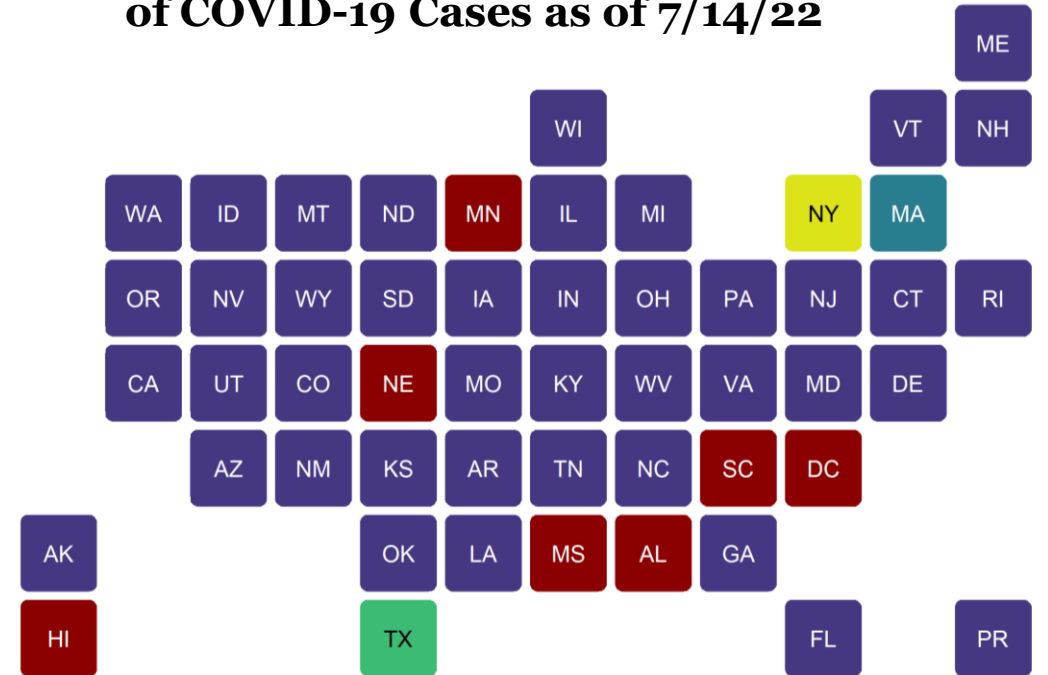 of COVID-19 Cases as of 7/14/22
ME
WI VT NH
WA ID MT ND MN IL MI NY MA
OR NV WY SD IA IN OH PA NJ CT RI
CA UT CO NE MO KY WV VA MD DE
AZ NM KS AR TN NC SC DC
AK OK LA MS AL GA
HI TX FL PR